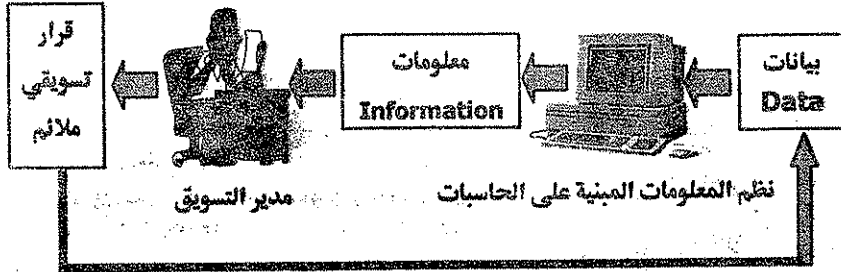 بيانات
Data
نظم المعلومات المبنية على الحاسبات
معلومات
Information
مدير التسويق
قرار
تسويقي
ملائم